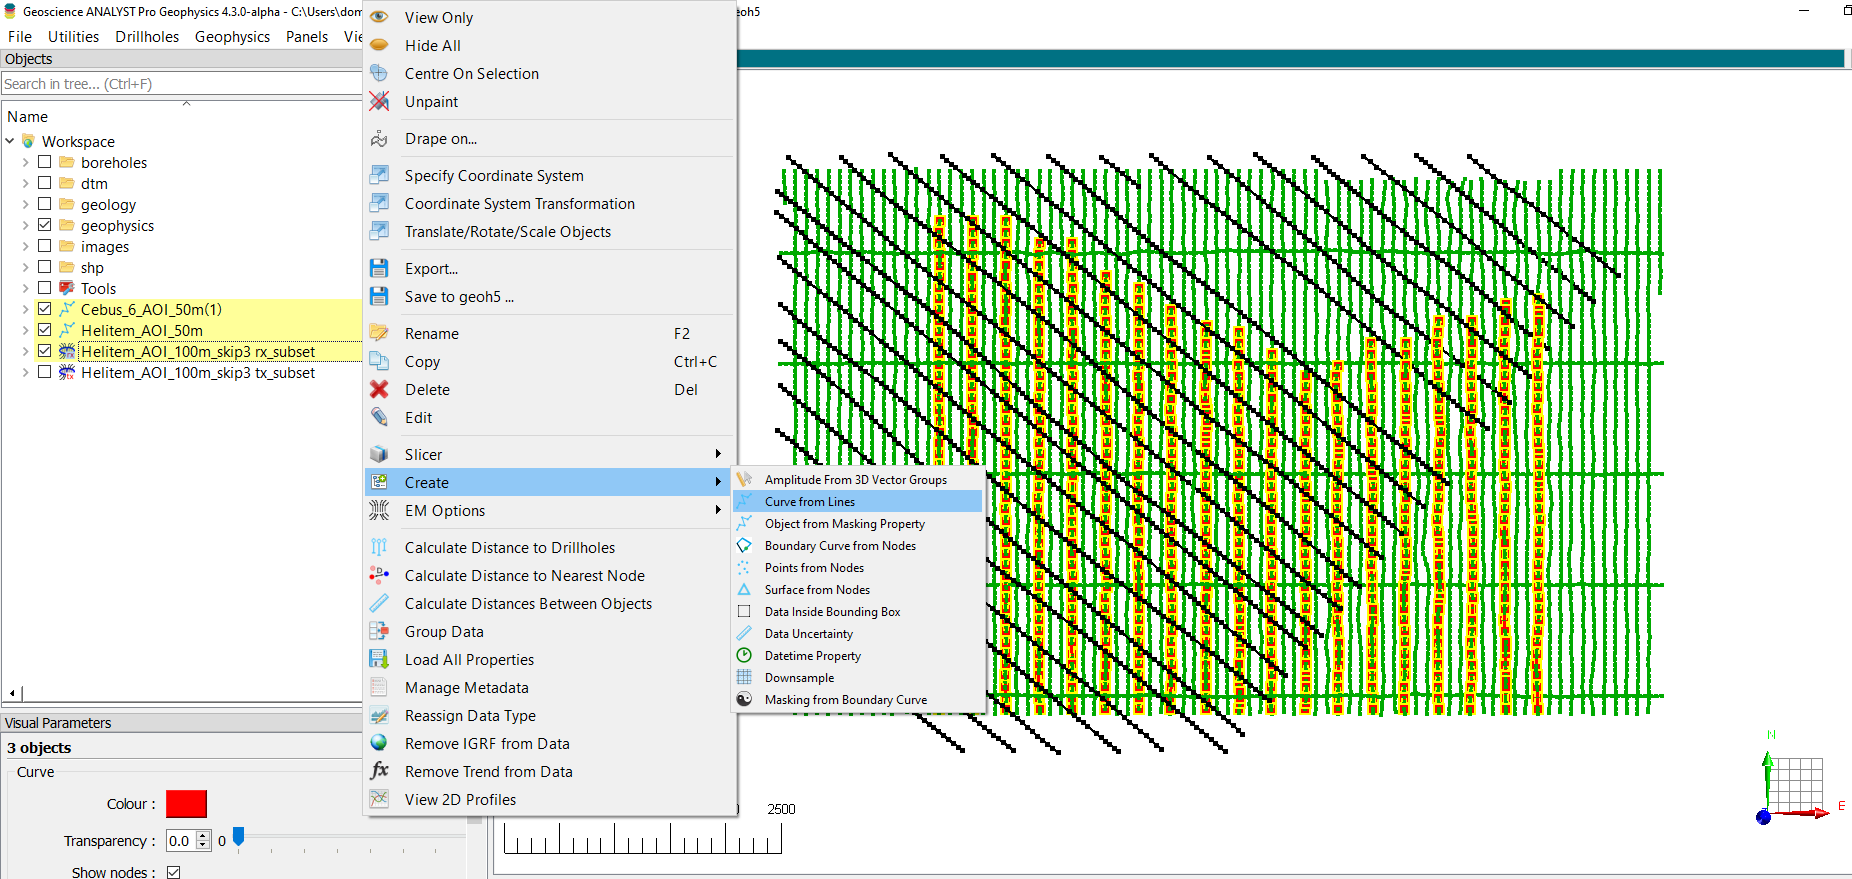 Geoscience ANALYST Pro Geophysics 4.3.0-alpha - C:\Users\dom
eoh5
File Utilities Drillholes Geophysics Panels Vi
Objects
Search in tree... (Ctrl+F)
Name
Workspace
boreholes
dtm
geology
geophysics
images
shp
Tools
Cebus_6_AOI_50m(1)
Helitem_AOI_50m
Helitem_AOI_100m_skip3 rx_subset
Helitem_AOI_100m_skip3 tx_subset
Visual Parameters
3 objects
Curve
Colour :
Transparency : 0.0 0
Show nodes :
View Only
Hide All
Centre On Selection
Unpaint
Drape on...
Specify Coordinate System
Coordinate System Transformation
Translate/Rotate/Scale Objects
Export...
Save to geoh5 ...
Rename F2
Copy Ctrl+C
Delete Del
Edit
Slicer
Create
EM Options
Calculate Distance to Drillholes
Calculate Distance to Nearest Node
Calculate Distances Between Objects
Group Data
Load All Properties
Manage Metadata
Reassign Data Type
Remove IGRF from Data
Remove Trend from Data
View 2D Profiles
Amplitude From 3D Vector Groups
Curve from Lines
Object from Masking Property
Boundary Curve from Nodes
Points from Nodes
Surface from Nodes
Data Inside Bounding Box
Data Uncertainty
Datetime Property
Downsample
Masking from Boundary Curve
2500
N
E